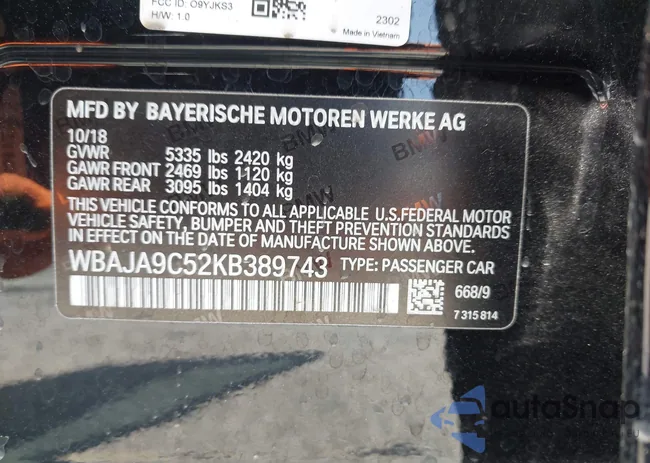 FCC ID: O9YJKS3
H/W: 1.0
2302
Made in Vietnam
MFD BY BAYERISCHE MOTOREN WERKE AG
10/18
GVWR 5335 lbs 2420 kg
GAWR FRONT 2469 lbs 1120 kg
GAWR REAR 3095 lbs 1404 kg
THIS VEHICLE CONFORMS TO ALL APPLICABLE U.S.FEDERAL MOTOR
VEHICLE SAFETY, BUMPER AND THEFT PREVENTION STANDARDS
IN EFFECT ON THE DATE OF MANUFACTURE SHOWN ABOVE.
WBAJA9C52KB389743 TYPE: PASSENGER CAR
668/9
7 315 814
autoSnap